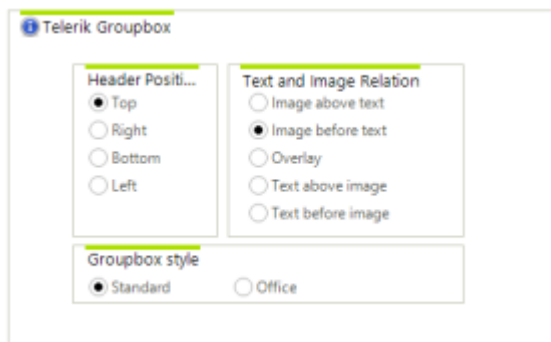 Telerik Groupbox
Header Positi...
Top
Right
Bottom
Left
Text and Image Relation
Image above text
Image before text
Overlay
Text above image
Text before image
Groupbox style
Standard
Office